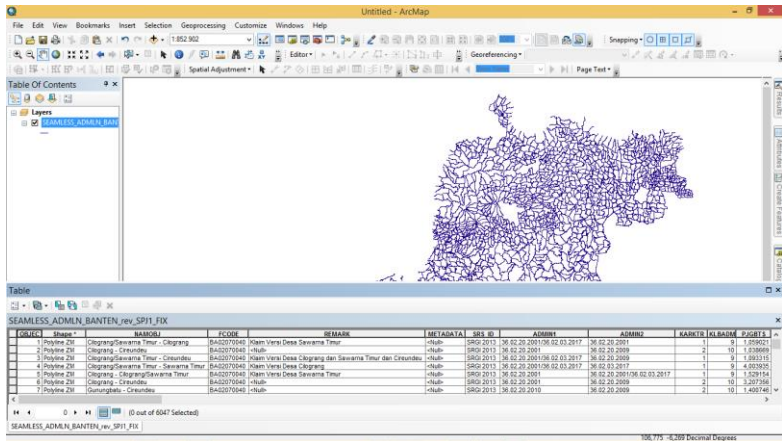 Untitled - ArcMap
File Edit View Bookmarks Insert Selection Geoprocessing Customize Windows Help
1:852.902
Snapping
Editor
Georeferencing
Spatial Adjustment
Page Text
Table Of Contents
Layers
SEAMLESS_ADMLN_BAN
Results
Attributes
Create Features
Catalog
Table
SEAMLESS_ADMLN_BANTEN_rev_SPJ1_FIX
OBJEC Shape * NAMOBJ FCODE REMARK METADATA SRS_ID ADMIN1 ADMIN2 KARKTR KLBADM PJGBTS
1 Polyline ZM Cilograng/Sawarna Timur - Cilograng BA02070040 Klaim Versi Desa Sawarna Timur <Null> SRGI 2013 36.02.20.2001/36.02.03.2017 36.02.20.2001 1 9 1,059021
2 Polyline ZM Cilograng - Cireundeu BA02070040 <Null> <Null> SRGI 2013 36.02.20.2001 36.02.20.2009 2 10 1,038669
3 Polyline ZM Cilograng/Sawarna Timur - Cireundeu BA02070040 Klaim Versi Desa Cilograng dan Sawarna Timur dan Cireundeu <Null> SRGI 2013 36.02.20.2001/36.02.03.2017 36.02.20.2009 1 9 1,093315
4 Polyline ZM Cilograng/Sawarna Timur - Sawarna Timur BA02070040 Klaim Versi Desa Cilograng <Null> SRGI 2013 36.02.20.2001/36.02.03.2017 36.02.03.2017 1 9 4,003935
5 Polyline ZM Cilograng - Cilograng/Sawarna Timur BA02070040 Klaim Versi Desa Sawarna Timur <Null> SRGI 2013 36.02.20.2001 36.02.20.2001/36.02.03.2017 1 9 1,529154
6 Polyline ZM Cilograng - Cireundeu BA02070040 <Null> <Null> SRGI 2013 36.02.20.2001 36.02.20.2009 2 10 3,207356
7 Polyline ZM Gunungbatu - Cireundeu BA02070040 <Null> <Null> SRGI 2013 36.02.20.2010 36.02.20.2009 2 10 1,400746
0 (0 out of 6047 Selected)
SEAMLESS_ADMLN_BANTEN_rev_SPJ1_FIX
106,775 -6,269 Decimal Degrees